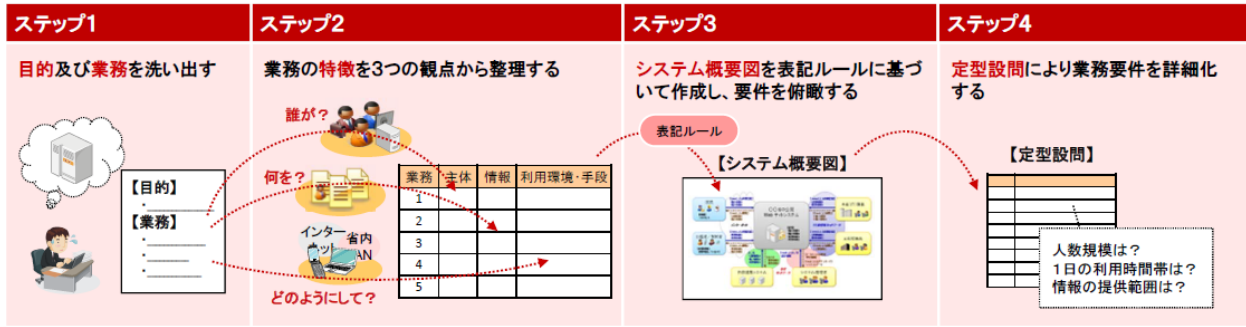 ステップ1
目的及び業務を洗い出す
【目的】
・
【業務】
・
・
・
ステップ2
業務の特徴を3つの観点から整理する
誰が?
何を?
インター
ネット
省内
LAN
どのようにして?
業務 主体 情報 利用環境・手段
1
2
3
4
5
ステップ3
システム概要図を表記ルールに基づ
いて作成し、要件を俯瞰する
表記ルール
【システム概要図】
ステップ4
定型設問により業務要件を詳細化
する
【定型設問】
人数規模は?
1日の利用時間帯は?
情報の提供範囲は?